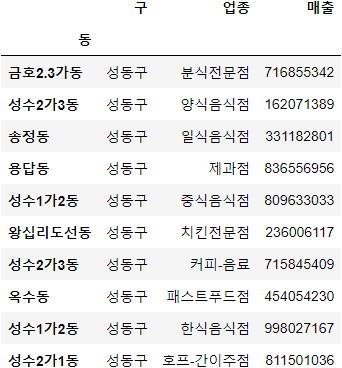 구 업종 매출
동
금호2.3가동 성동구 분식전문점 716855342
성수2가3동 성동구 양식음식점 162071389
송정동 성동구 일식음식점 331182801
용답동 성동구 제과점 836556956
성수1가2동 성동구 중식음식점 809633033
왕십리도선동 성동구 치킨전문점 236006117
성수2가3동 성동구 커피-음료 715845409
옥수동 성동구 패스트푸드점 454054230
성수1가2동 성동구 한식음식점 998027167
성수2가1동 성동구 호프-간이주점 811501036